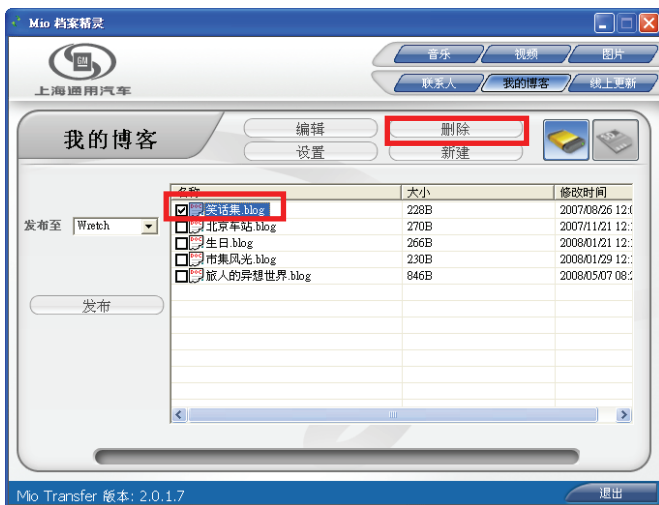 Mio 档案精灵
GM
上海通用汽车
音乐 视频 图片
联系人 我的博客 线上更新
我的博客
编辑 删除
设置 新建
名称 大小 修改时间
发布至 Wretch
笑话集.blog 228B 2007/08/26 12:0
北京车站.blog 270B 2007/11/21 12:
生日.blog 266B 2008/01/21 12:
市集风光.blog 230B 2008/01/29 12:
旅人的异想世界.blog 846B 2008/05/07 08:2
发布
Mio Transfer 版本: 2.0.1.7
退出